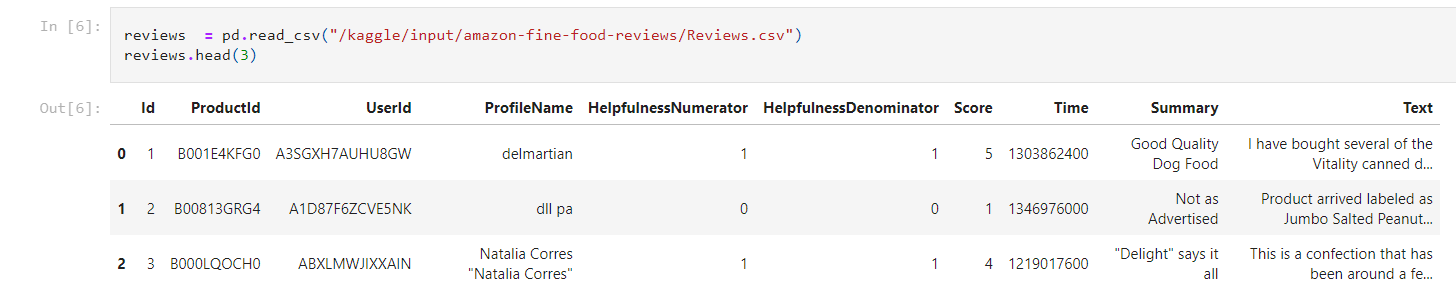 In [6]:
reviews  = pd.read_csv("/kaggle/input/amazon-fine-food-reviews/Reviews.csv")
reviews.head(3)
Out[6]:
Id ProductId UserId ProfileName HelpfulnessNumerator HelpfulnessDenominator Score Time Summary Text
0 1 B001E4KFG0 A3SGXH7AUHU8GW delmartian 1 1 5 1303862400 Good Quality Dog Food I have bought several of the Vitality canned d...
1 2 B00813GRG4 A1D87F6ZCVE5NK dll pa 0 0 1 1346976000 Not as Advertised Product arrived labeled as Jumbo Salted Peanut...
2 3 B000LQOCH0 ABXLMWJIXXAIN Natalia Corres "Natalia Corres" 1 1 4 1219017600 "Delight" says it all This is a confection that has been around a fe...